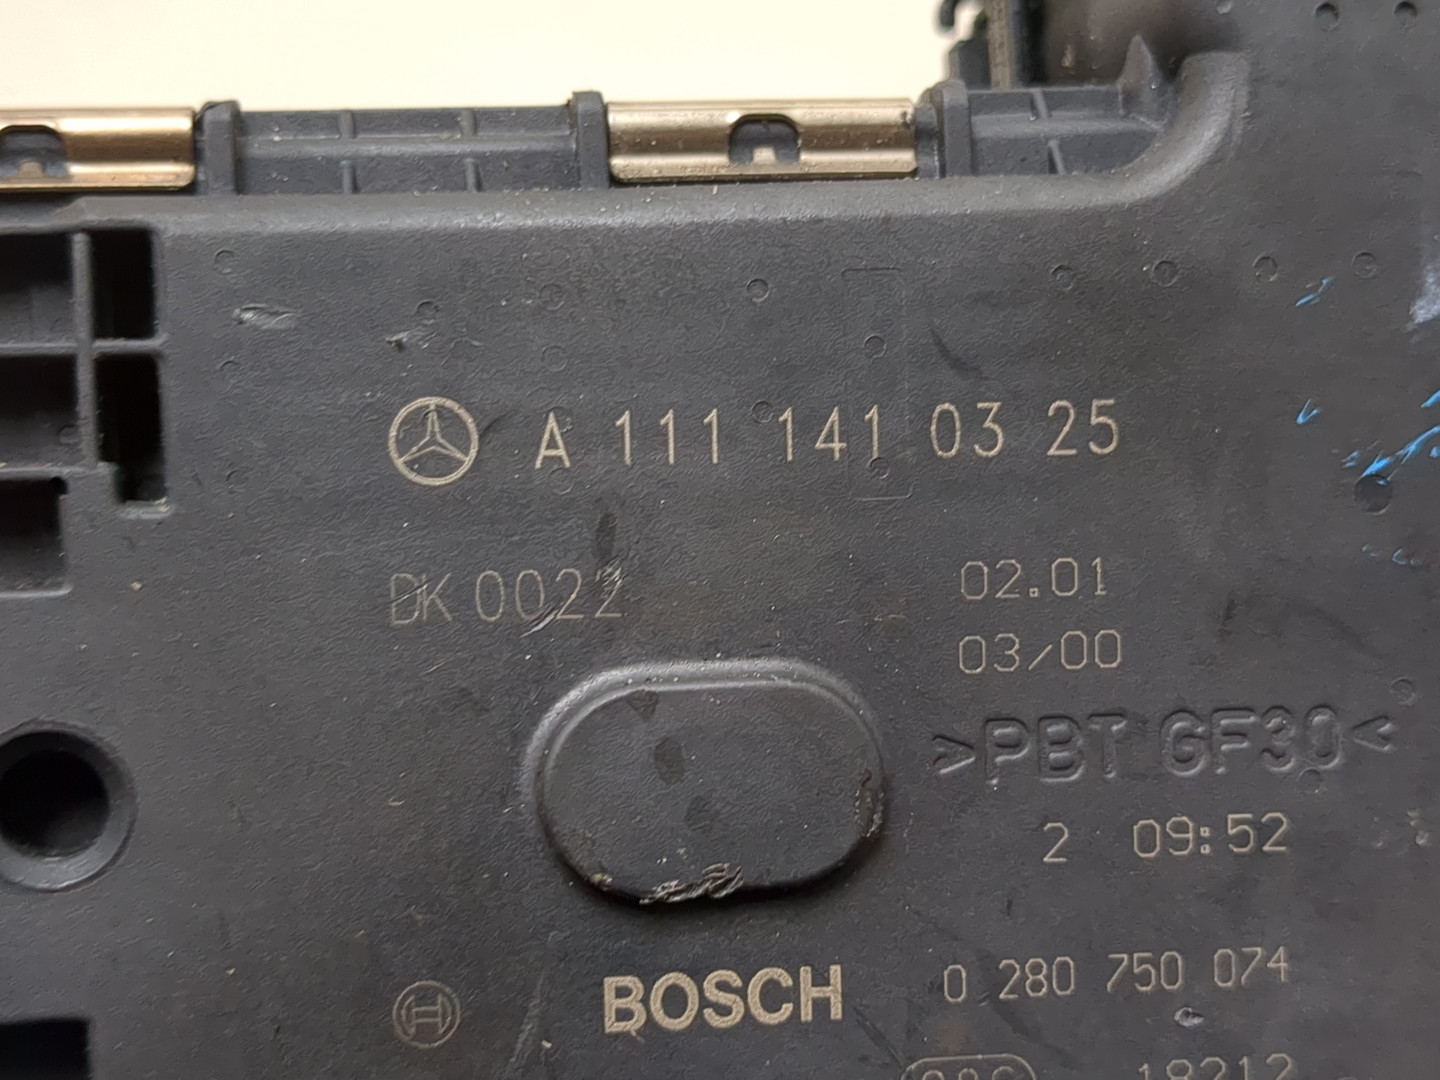 A 111 141 03 25
DK 0022
02.01
03/00
>PBT GF30<
2 09:52
BOSCH 0 280 750 074
18212